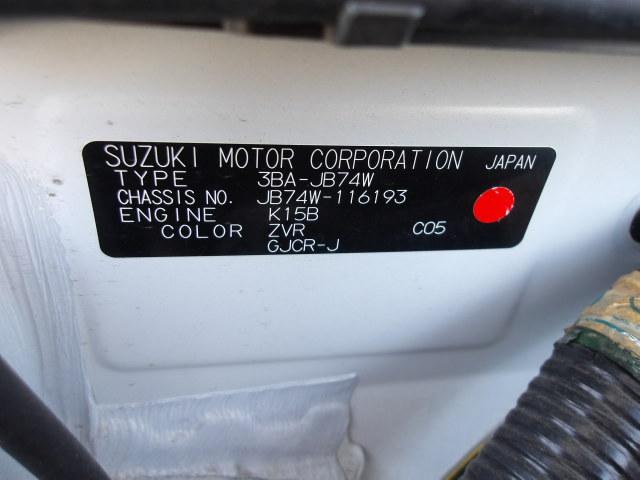 SUZUKI MOTOR CORPORATION JAPAN
TYPE 3BA-JB74W
CHASSIS NO. JB74W-116193
ENGINE K15B
COLOR ZVR C05
GJCR-J